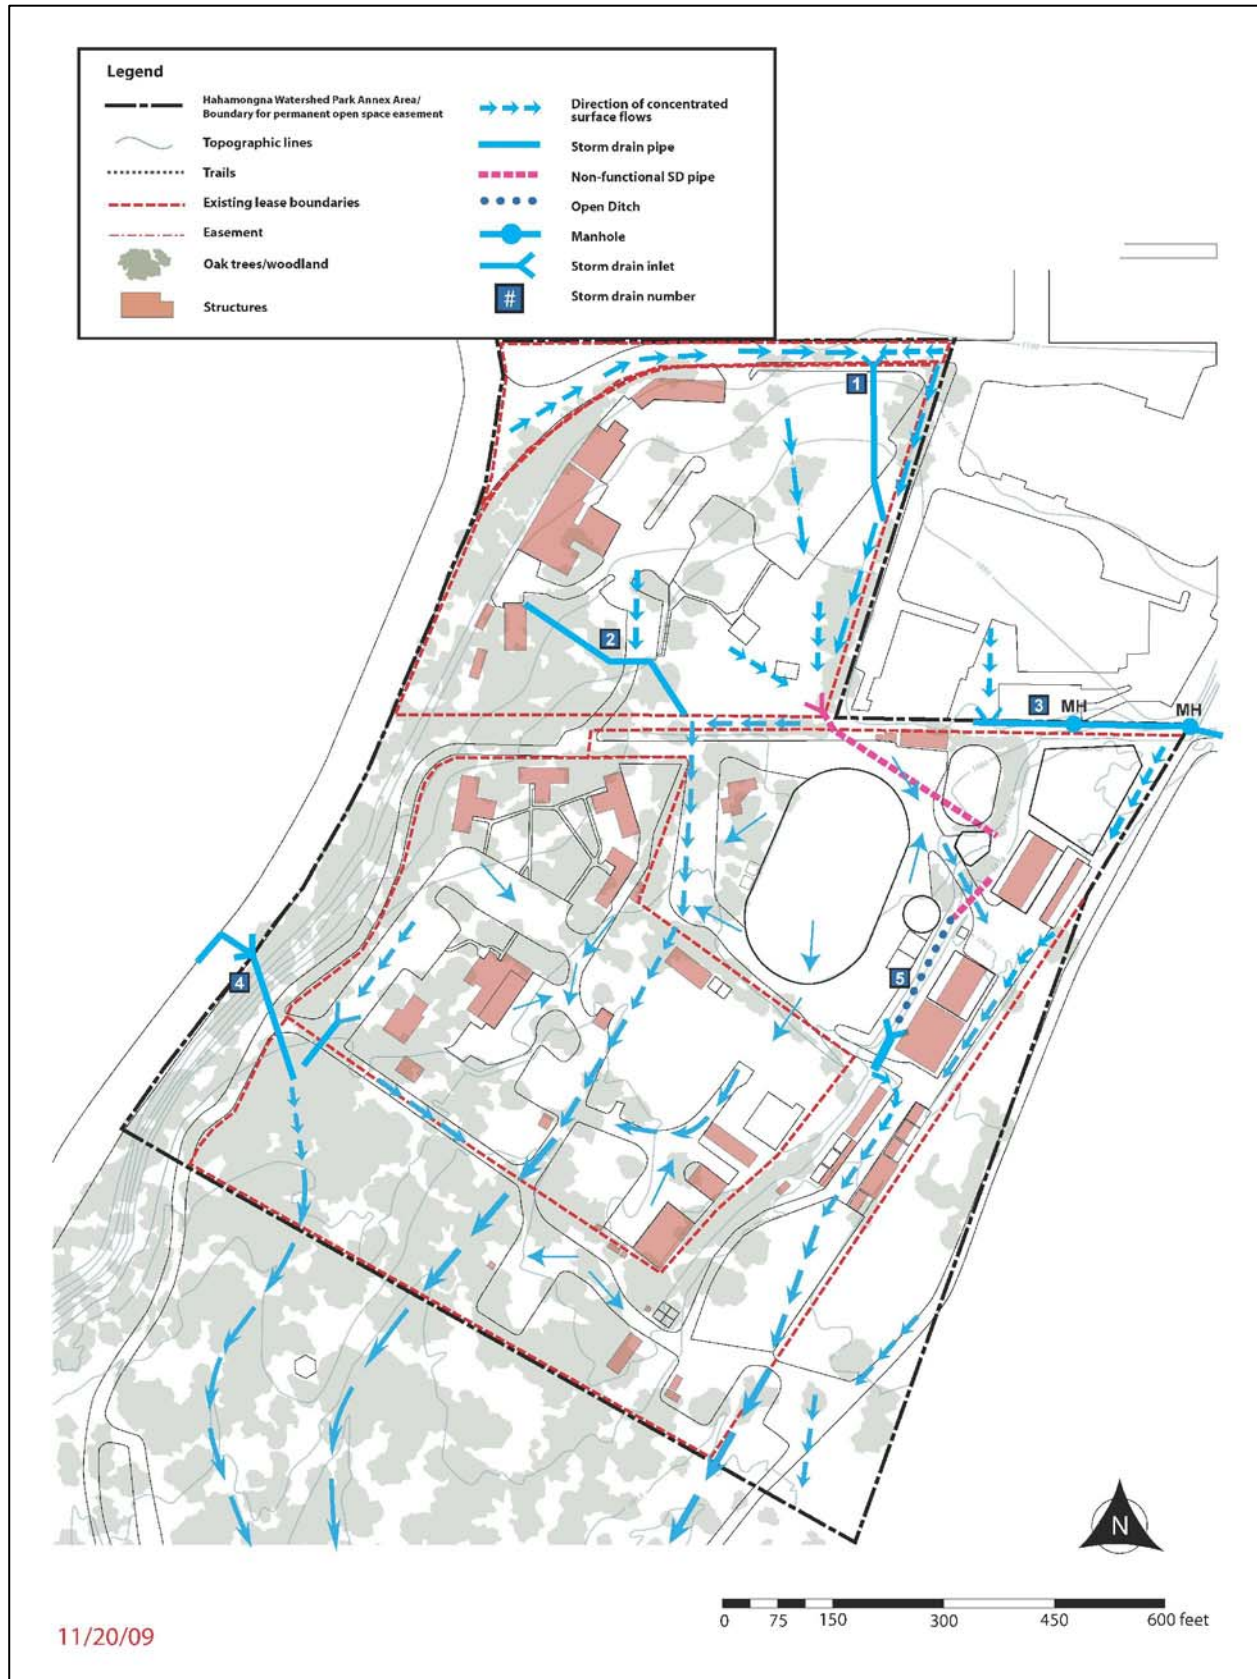 Legend
Hahamongna Watershed Park Annex Area/
Boundary for permanent open space easement
Topographic lines
Trails
Existing lease boundaries
Easement
Oak trees/woodland
Structures
Direction of concentrated
surface flows
Storm drain pipe
Non-functional SD pipe
Open Ditch
Manhole
Storm drain inlet
#
Storm drain number
1
2
3
MH
MH
4
5
N
0 75 150 300 450 600 feet
11/20/09